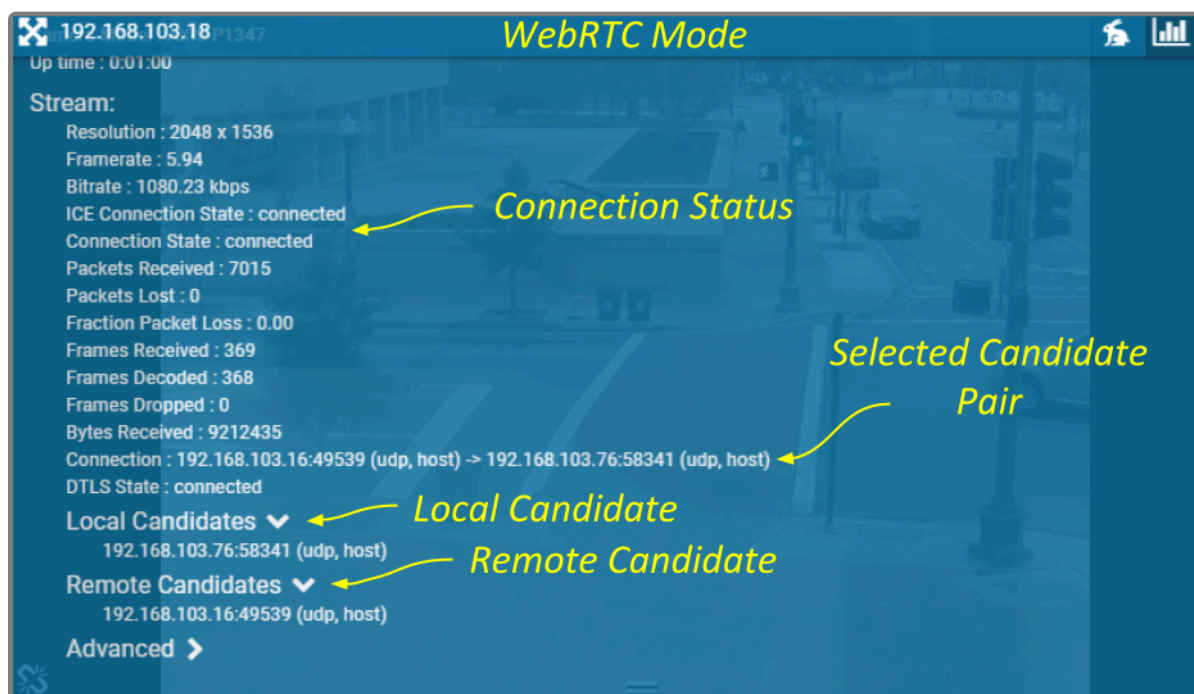 192.168.103.18
WebRTC Mode
P1347
Up time : 0:01:00
Stream:
Resolution : 2048 x 1536
Framerate : 5.94
Bitrate : 1080.23 kbps
ICE Connection State : connected
Connection Status
Connection State : connected
Packets Received : 7015
Packets Lost : 0
Fraction Packet Loss : 0.00
Frames Received : 369
Selected Candidate
Pair
Frames Decoded : 368
Frames Dropped : 0
Bytes Received : 9212435
Connection : 192.168.103.16:49539 (udp, host) -> 192.168.103.76:58341 (udp, host)
DTLS State : connected
Local Candidates
Local Candidate
192.168.103.76:58341 (udp, host)
Remote Candidates
Remote Candidate
192.168.103.16:49539 (udp, host)
Advanced